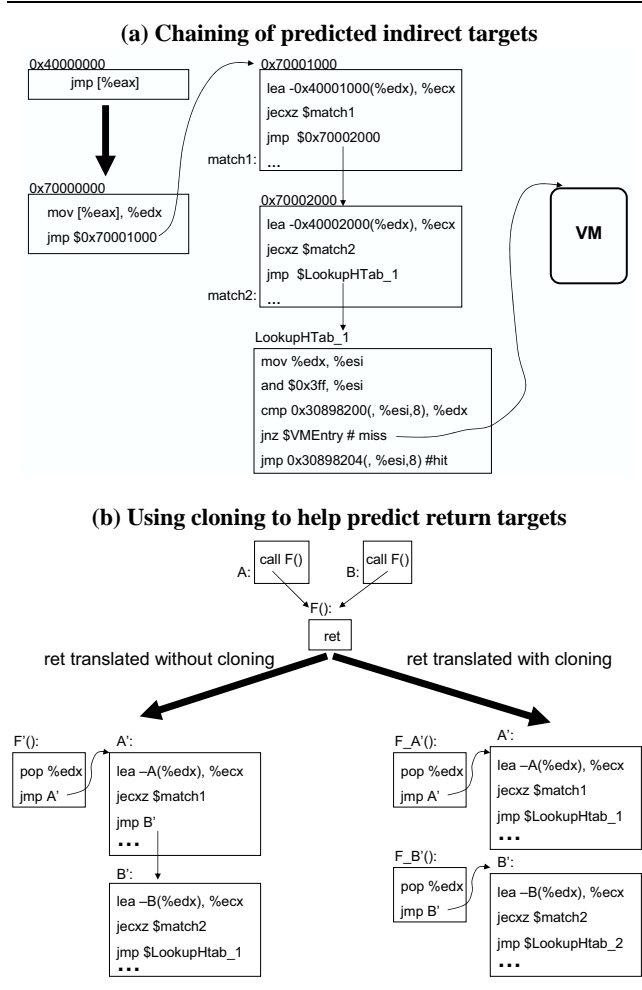 (a) Chaining of predicted indirect targets
0x40000000
jmp [%eax]
0x70000000
mov [%eax], %edx
jmp $0x70001000
0x70001000
lea -0x40001000(%edx), %ecx
jecxz $match1
jmp $0x70002000
match1:
...
0x70002000
lea -0x40002000(%edx), %ecx
jecxz $match2
jmp $LookupHTab_1
match2:
...
LookupHTab_1
mov %edx, %esi
and $0x3ff, %esi
cmp 0x30898200(, %esi,8), %edx
jnz $VMEntry # miss
jmp 0x30898204(, %esi,8) #hit
VM
(b) Using cloning to help predict return targets
A:
call F()
B:
call F()
F():
ret
ret translated without cloning
ret translated with cloning
F’():
pop %edx
jmp A’
A’:
lea –A(%edx), %ecx
jecxz $match1
jmp B’
...
B’:
lea –B(%edx), %ecx
jecxz $match2
jmp $LookupHtab_1
...
F_A’():
pop %edx
jmp A’
A’:
lea –A(%edx), %ecx
jecxz $match1
jmp $LookupHtab_1
...
F_B’():
pop %edx
jmp B’
B’:
lea –B(%edx), %ecx
jecxz $match2
jmp $LookupHtab_2
...